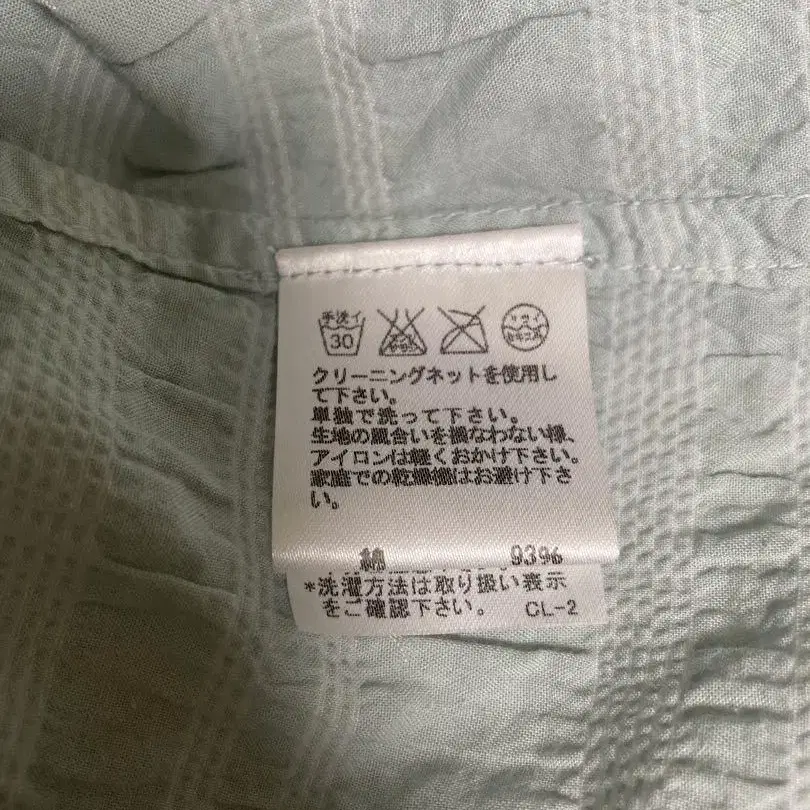 手洗イ
30
クリーニングネットを使用し
て下さい。
単独で洗って下さい。
生地の風合いを損なわない様、
アイロンは軽くおかけ下さい。
家庭での乾燥機はお避け下さ
い。
綿 93%
*洗濯方法は取り扱い表示
をご確認下さい。 CL-2